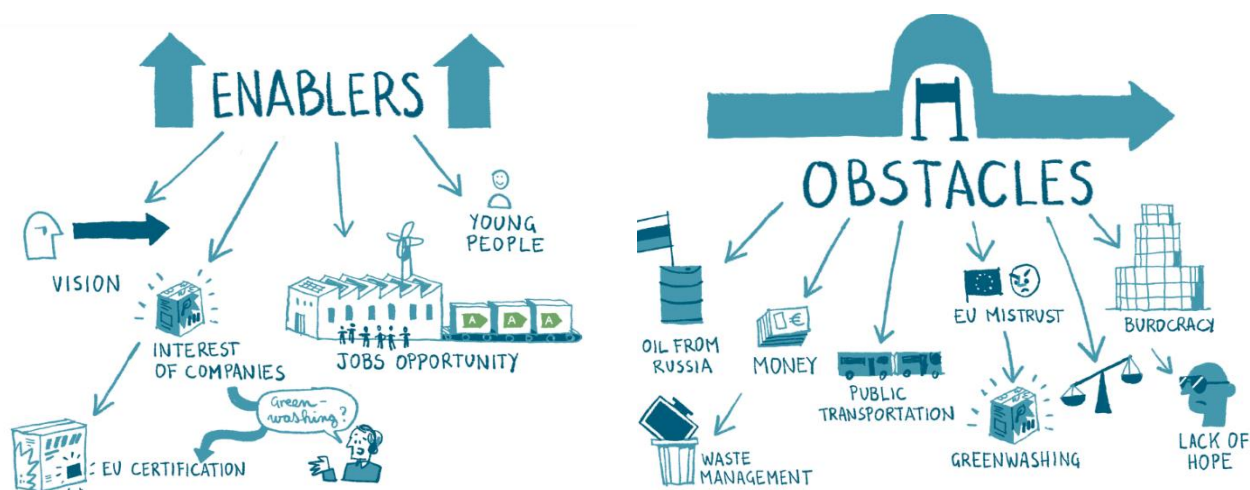 ENABLERS
VISION
INTEREST
OF COMPANIES
EU CERTIFICATION
Green-
washing?
JOBS OPPORTUNITY
A A A
YOUNG
PEOPLE
OBSTACLES
OIL FROM
RUSSIA
MONEY
WASTE
MANAGEMENT
€
PUBLIC
TRANSPORTATION
EU MISTRUST
GREENWASHING
BUROCRACY
LACK OF
HOPE